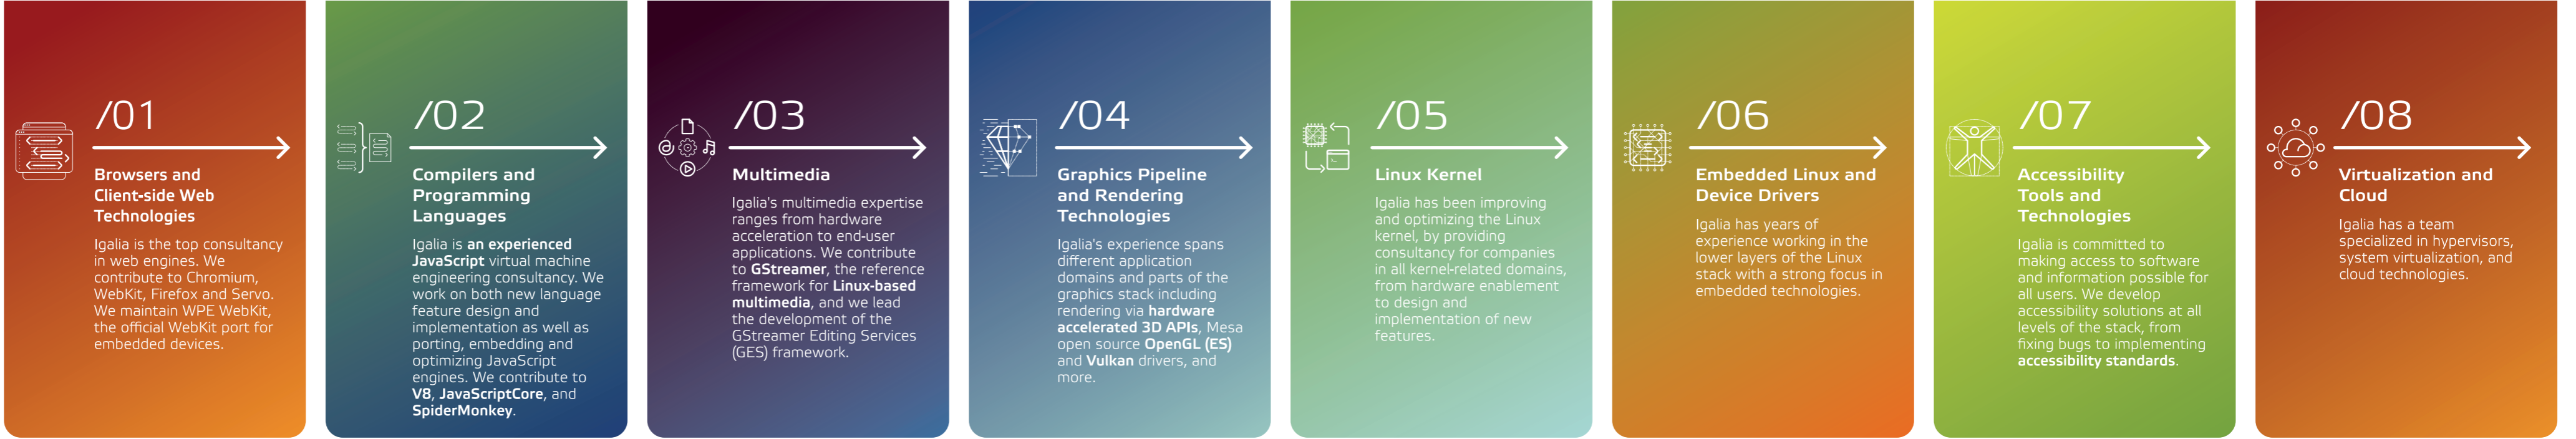 /01
Browsers and
Client-side Web
Technologies
Igalia is the top consultancy
in web engines. We
contribute to Chromium,
WebKit, Firefox and Servo.
We maintain WPE WebKit,
the official WebKit port for
embedded devices.
/02
Compilers and
Programming
Languages
Igalia is an experienced
JavaScript virtual machine
engineering consultancy. We
work on both new language
feature design and
implementation as well as
porting, embedding and
optimizing JavaScript
engines. We contribute to
V8, JavaScriptCore, and
SpiderMonkey.
/03
Multimedia
Igalia's multimedia expertise
ranges from hardware
acceleration to end-user
applications. We contribute
to GStreamer, the reference
framework for Linux-based
multimedia, and we lead
the development of the
GStreamer Editing Services
(GES) framework.
/04
Graphics Pipeline
and Rendering
Technologies
Igalia's experience spans
different application
domains and parts of the
graphics stack including
rendering via hardware
accelerated 3D APIs, Mesa
open source OpenGL (ES)
and Vulkan drivers, and
more.
/05
Linux Kernel
Igalia has been improving
and optimizing the Linux
kernel, by providing
consultancy for companies
in all kernel-related domains,
from hardware enablement
to design and
implementation of new
features.
/06
Embedded Linux and
Device Drivers
Igalia has years of
experience working in the
lower layers of the Linux
stack with a strong focus in
embedded technologies.
/07
Accessibility
Tools and
Technologies
Igalia is committed to
making access to software
and information possible for
all users. We develop
accessibility solutions at all
levels of the stack, from
fixing bugs to implementing
accessibility standards.
/08
Virtualization and
Cloud
Igalia has a team
specialized in hypervisors,
system virtualization, and
cloud technologies.